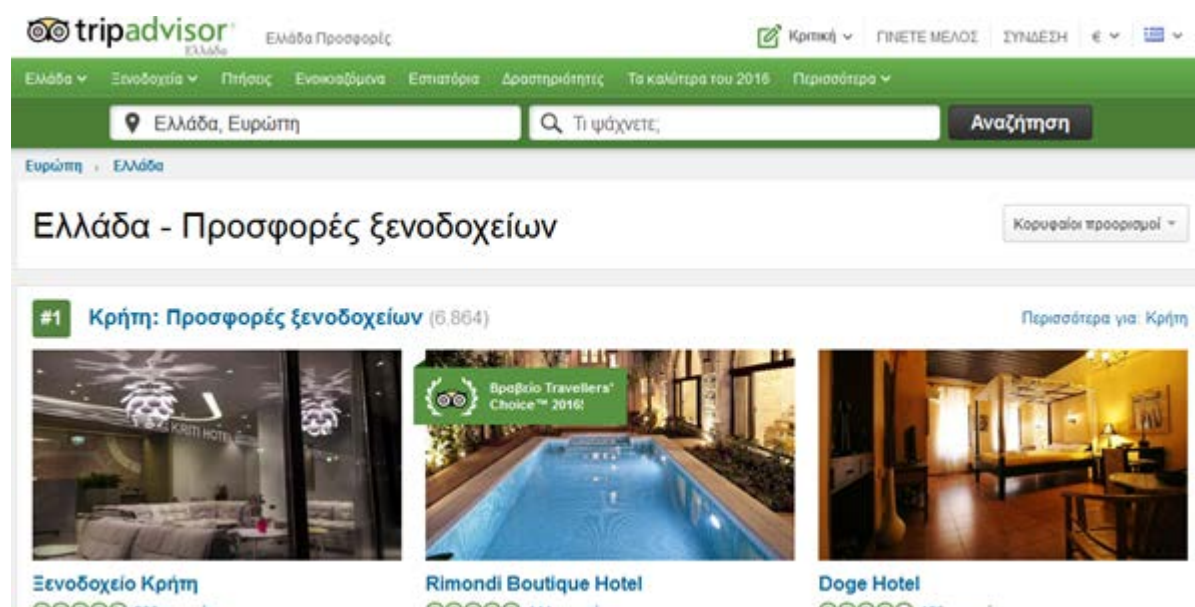 tripadvisor
Ελλάδα
Ελλάδα Προσφορές
Κριτική
ΓΙΝΕΤΕ ΜΕΛΟΣ
ΣΥΝΔΕΣΗ
€
Ελλάδα
Ξενοδοχεία
Πτήσεις
Ενοικιαζόμενα
Εστιατόρια
Δραστηριότητες
Τα καλύτερα του 2016
Περισσότερα
Ελλάδα, Ευρώπη
Τι ψάχνετε;
Αναζήτηση
Ευρώπη › Ελλάδα
Ελλάδα - Προσφορές ξενοδοχείων
Κορυφαίοι προορισμοί
#1 Κρήτη: Προσφορές ξενοδοχείων (6.864)
Περισσότερα για: Κρήτη
KRITI HOTEL
Βραβείο Travellers'
Choice™ 2016!
Ξενοδοχείο Κρήτη
Rimondi Boutique Hotel
Doge Hotel